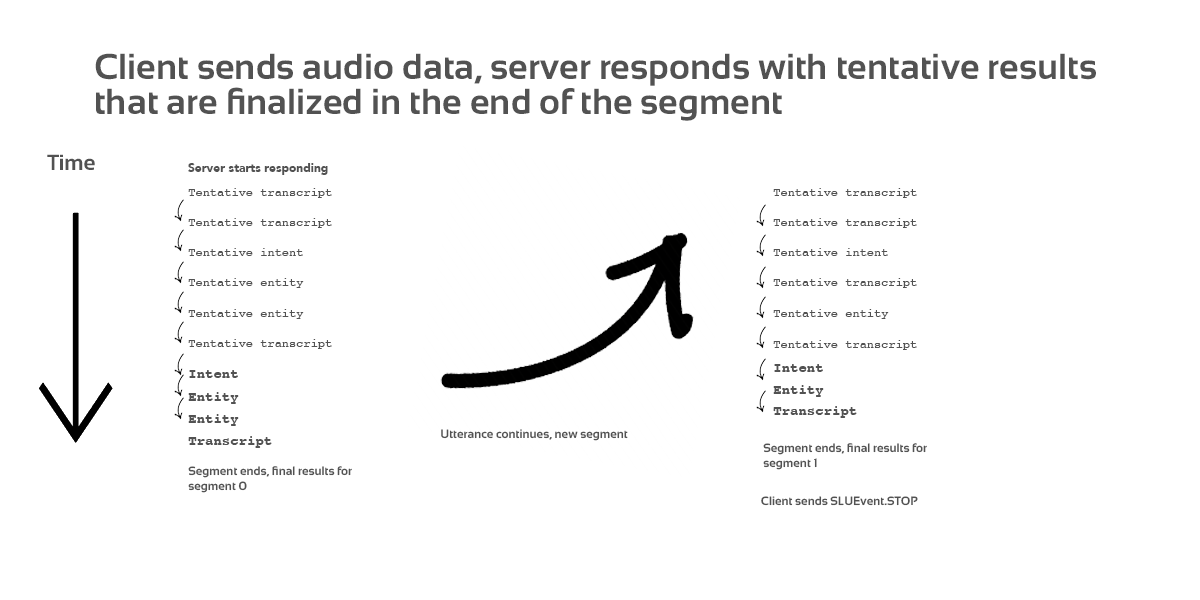 Client sends audio data, server responds with tentative results
that are finalized in the end of the segment
Time
Server starts responding
Tentative transcript
Tentative transcript
Tentative intent
Tentative entity
Tentative entity
Tentative transcript
Intent
Entity
Entity
Transcript
Segment ends, final results for
segment 0
Utterance continues, new segment
Tentative transcript
Tentative transcript
Tentative intent
Tentative transcript
Tentative entity
Tentative transcript
Intent
Entity
Transcript
Segment ends, final results for
segment 1
Client sends SLUEvent.STOP